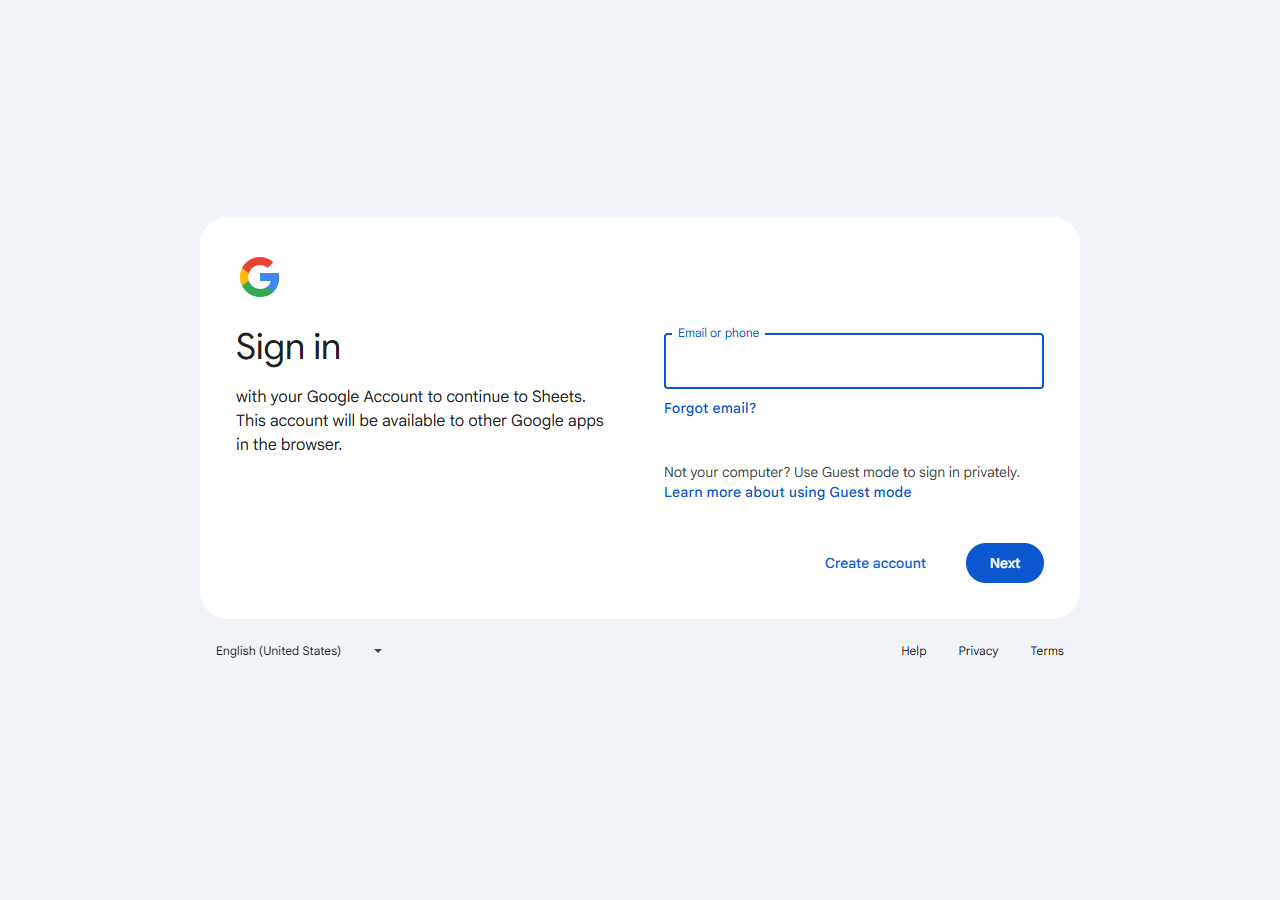 Sign in
with your Google Account to continue to Sheets.
This account will be available to other Google apps
in the browser.
Email or phone
Forgot email?
Not your computer? Use Guest mode to sign in privately.
Learn more about using Guest mode
Create account
Next
English (United States)
Help
Privacy
Terms